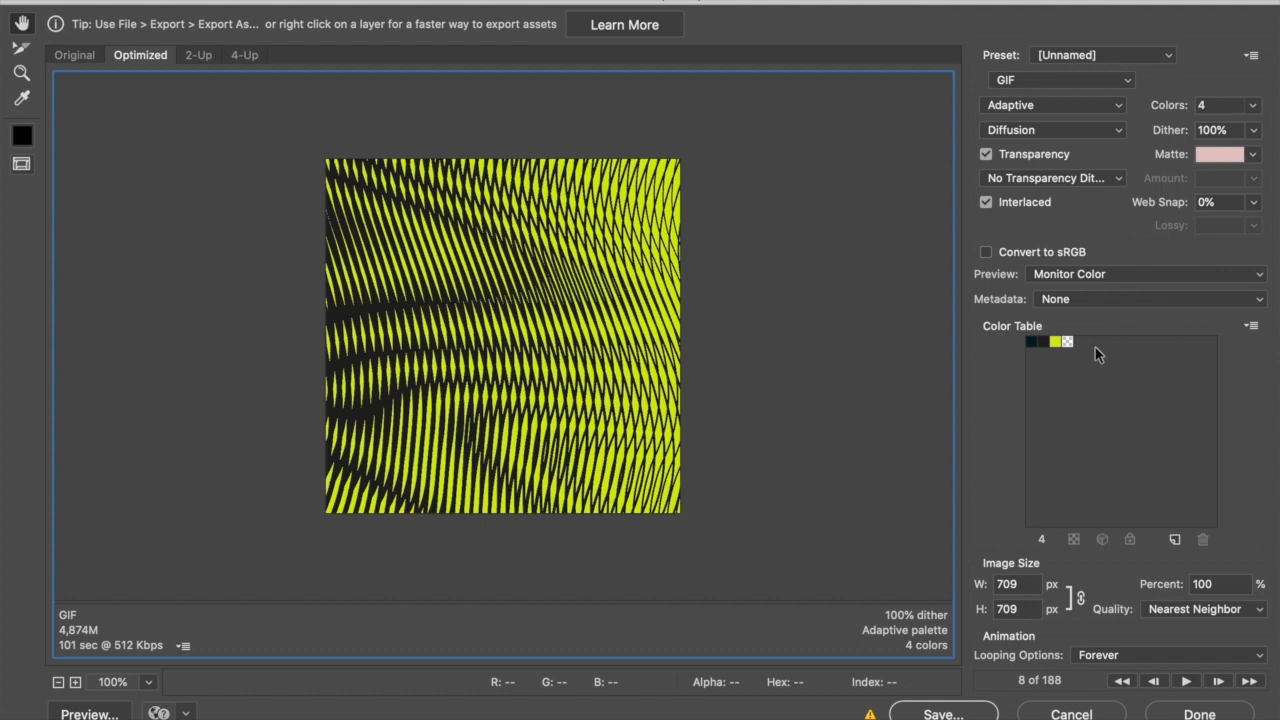 Tip: Use File > Export > Export As... or right click on a layer for a faster way to export assets
Learn More
Original Optimized 2-Up 4-Up
Preset: [Unnamed]
GIF
Adaptive Colors: 4
Diffusion Dither: 100%
Transparency Matte:
No Transparency Dit... Amount:
Interlaced Web Snap: 0%
Lossy:
Convert to sRGB
Preview: Monitor Color
Metadata: None
Color Table
4
Image Size
W: 709 px Percent: 100 %
H: 709 px Quality: Nearest Neighbor
Animation
Looping Options: Forever
8 of 188
GIF
4,874M
101 sec @ 512 Kbps
100% dither
Adaptive palette
4 colors
100% R: -- G: -- B: -- Alpha: -- Hex: -- Index: --
Preview... Save... Cancel Done